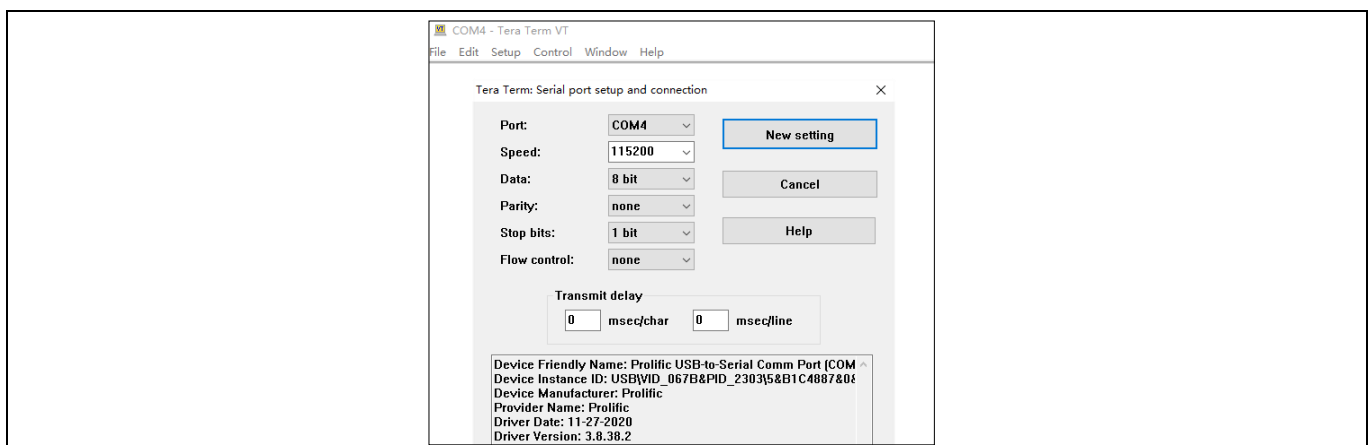 COM4 - Tera Term VT
File Edit Setup Control Window Help
Tera Term: Serial port setup and connection
Port: COM4 New setting
Speed: 115200
Data: 8 bit Cancel
Parity: none
Stop bits: 1 bit Help
Flow control: none
Transmit delay
0 msec/char 0 msec/line
Device Friendly Name: Prolific USB-to-Serial Comm Port (COM
Device Instance ID: USB\VID_067B&PID_2303\5&B1C4887&0&
Device Manufacturer: Prolific
Provider Name: Prolific
Driver Date: 11-27-2020
Driver Version: 3.8.38.2